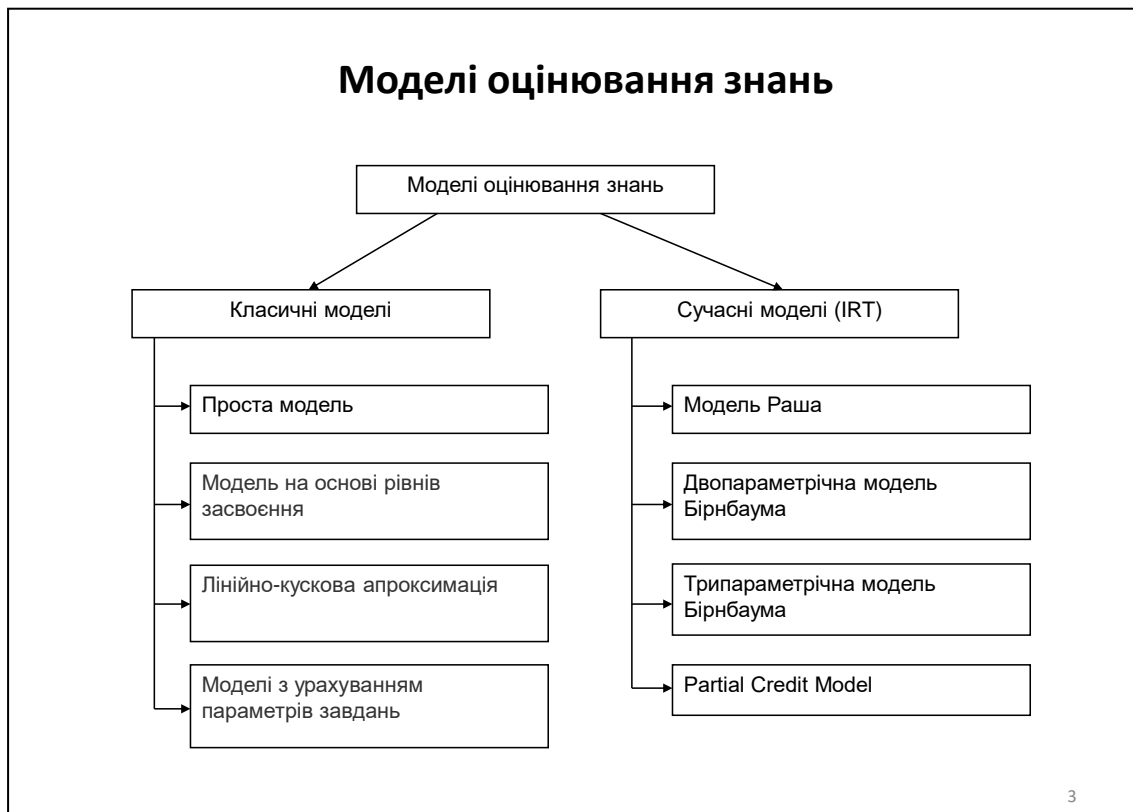 Моделі оцінювання знань
Моделі оцінювання знань
Класичні моделі
Проста модель
Модель на основі рівнів
засвоєння
Лінійно-кускова апроксимація
Моделі з урахуванням
параметрів завдань
Сучасні моделі (IRT)
Модель Раша
Двопараметрічна модель
Бірнбаума
Трипараметрічна модель
Бірнбаума
Partial Credit Model
3